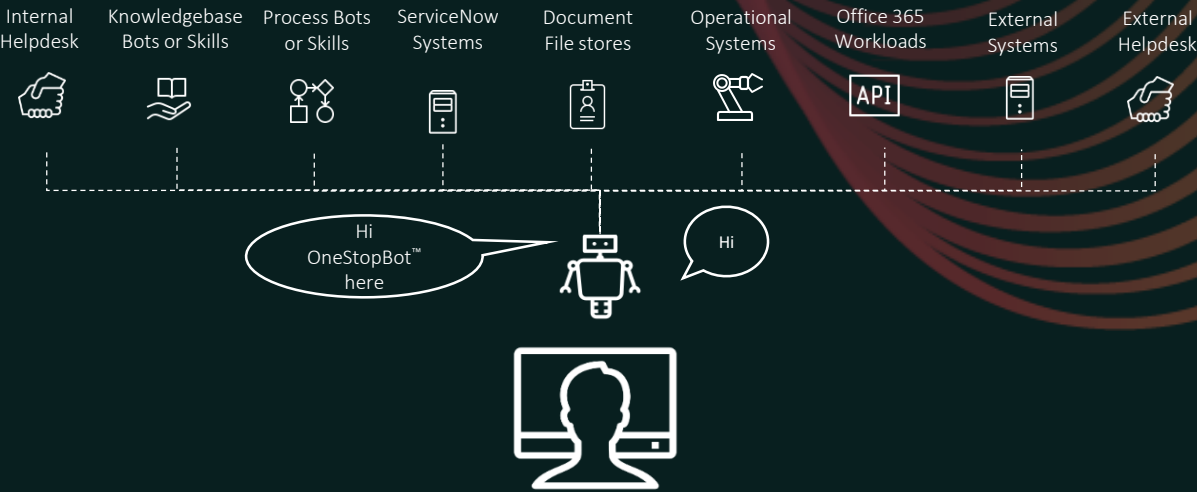 Internal
Helpdesk
Knowledgebase
Bots or Skills
Process Bots
or Skills
ServiceNow
Systems
Document
File stores
Operational
Systems
Office 365
Workloads
External
Systems
External
Helpdesk
API
Hi
OneStopBot™
here
Hi